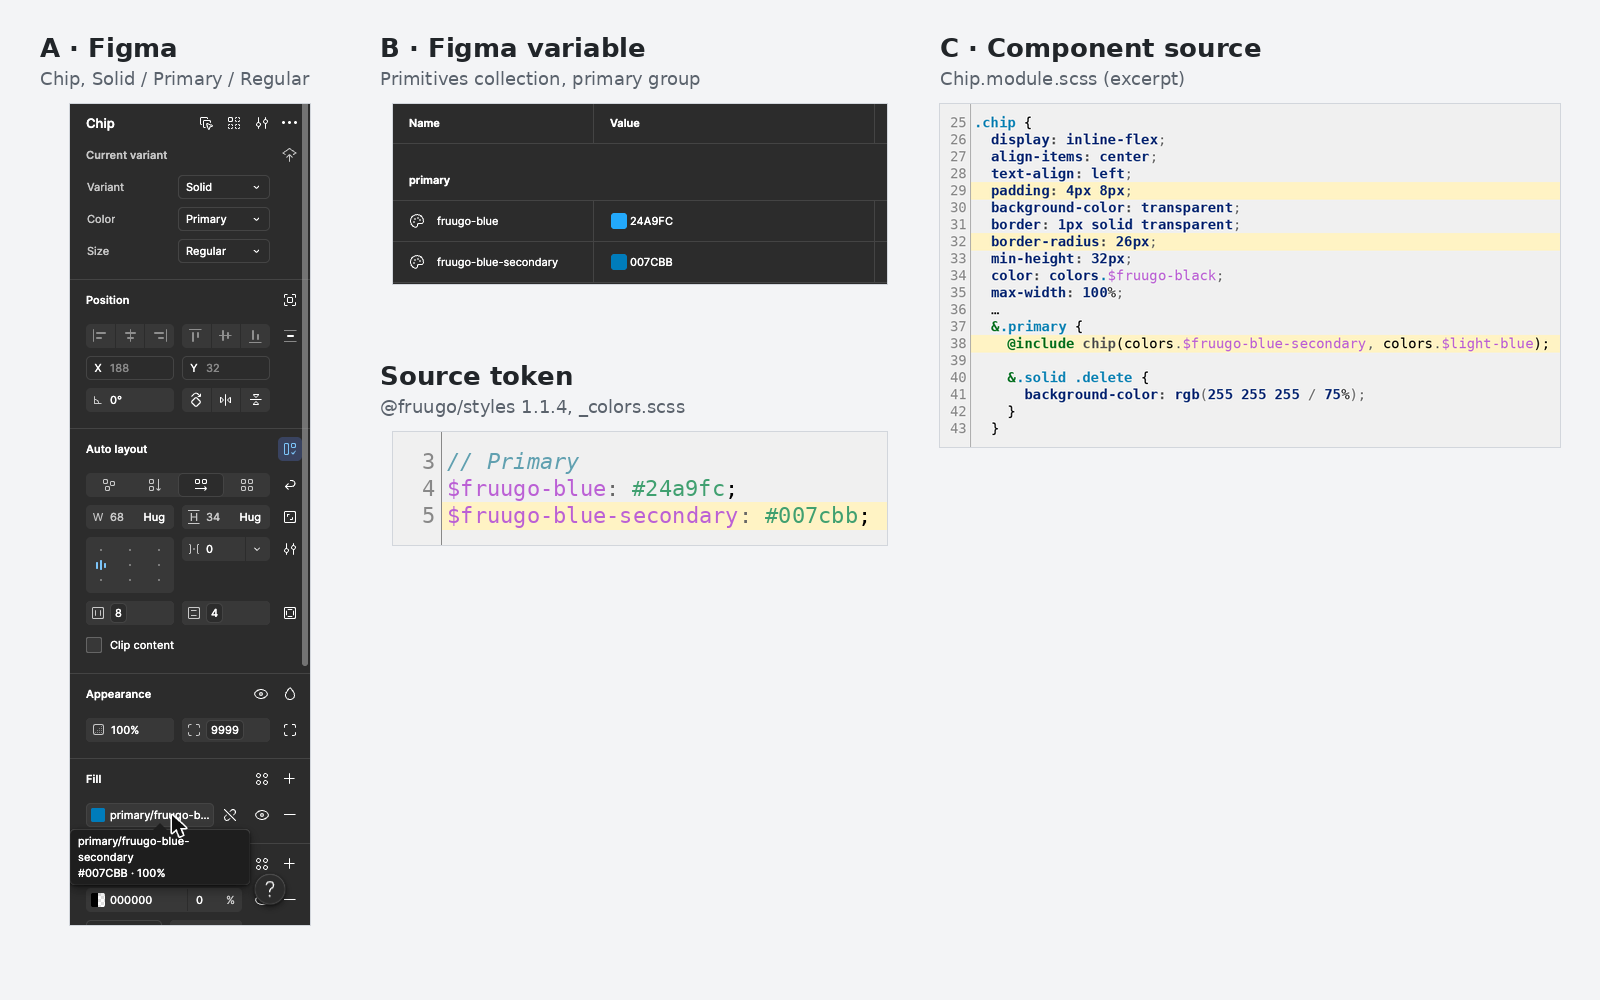 A · Figma
Chip, Solid / Primary / Regular
Chip
Current variant
Variant Solid
Color Primary
Size Regular
Position
X 188 Y 32
0°
Auto layout
W 68 Hug H 34 Hug
0
8 4
Clip content
Appearance
100% 9999
Fill
primary/fruugo-b...
primary/fruugo-blue-
secondary
#007CBB · 100%
?
000000 0 %
B · Figma variable
Primitives collection, primary group
Name Value
primary
fruugo-blue 24A9FC
fruugo-blue-secondary 007CBB
Source token
@fruugo/styles 1.1.4, _colors.scss
3 // Primary
4 $fruugo-blue: #24a9fc;
5 $fruugo-blue-secondary: #007cbb;
C · Component source
Chip.module.scss (excerpt)
25 .chip {
26 display: inline-flex;
27 align-items: center;
28 text-align: left;
29 padding: 4px 8px;
30 background-color: transparent;
31 border: 1px solid transparent;
32 border-radius: 26px;
33 min-height: 32px;
34 color: colors.$fruugo-black;
35 max-width: 100%;
36 …
37 &.primary {
38 @include chip(colors.$fruugo-blue-secondary, colors.$light-blue);
39
40 &.solid .delete {
41 background-color: rgb(255 255 255 / 75%);
42 }
43 }